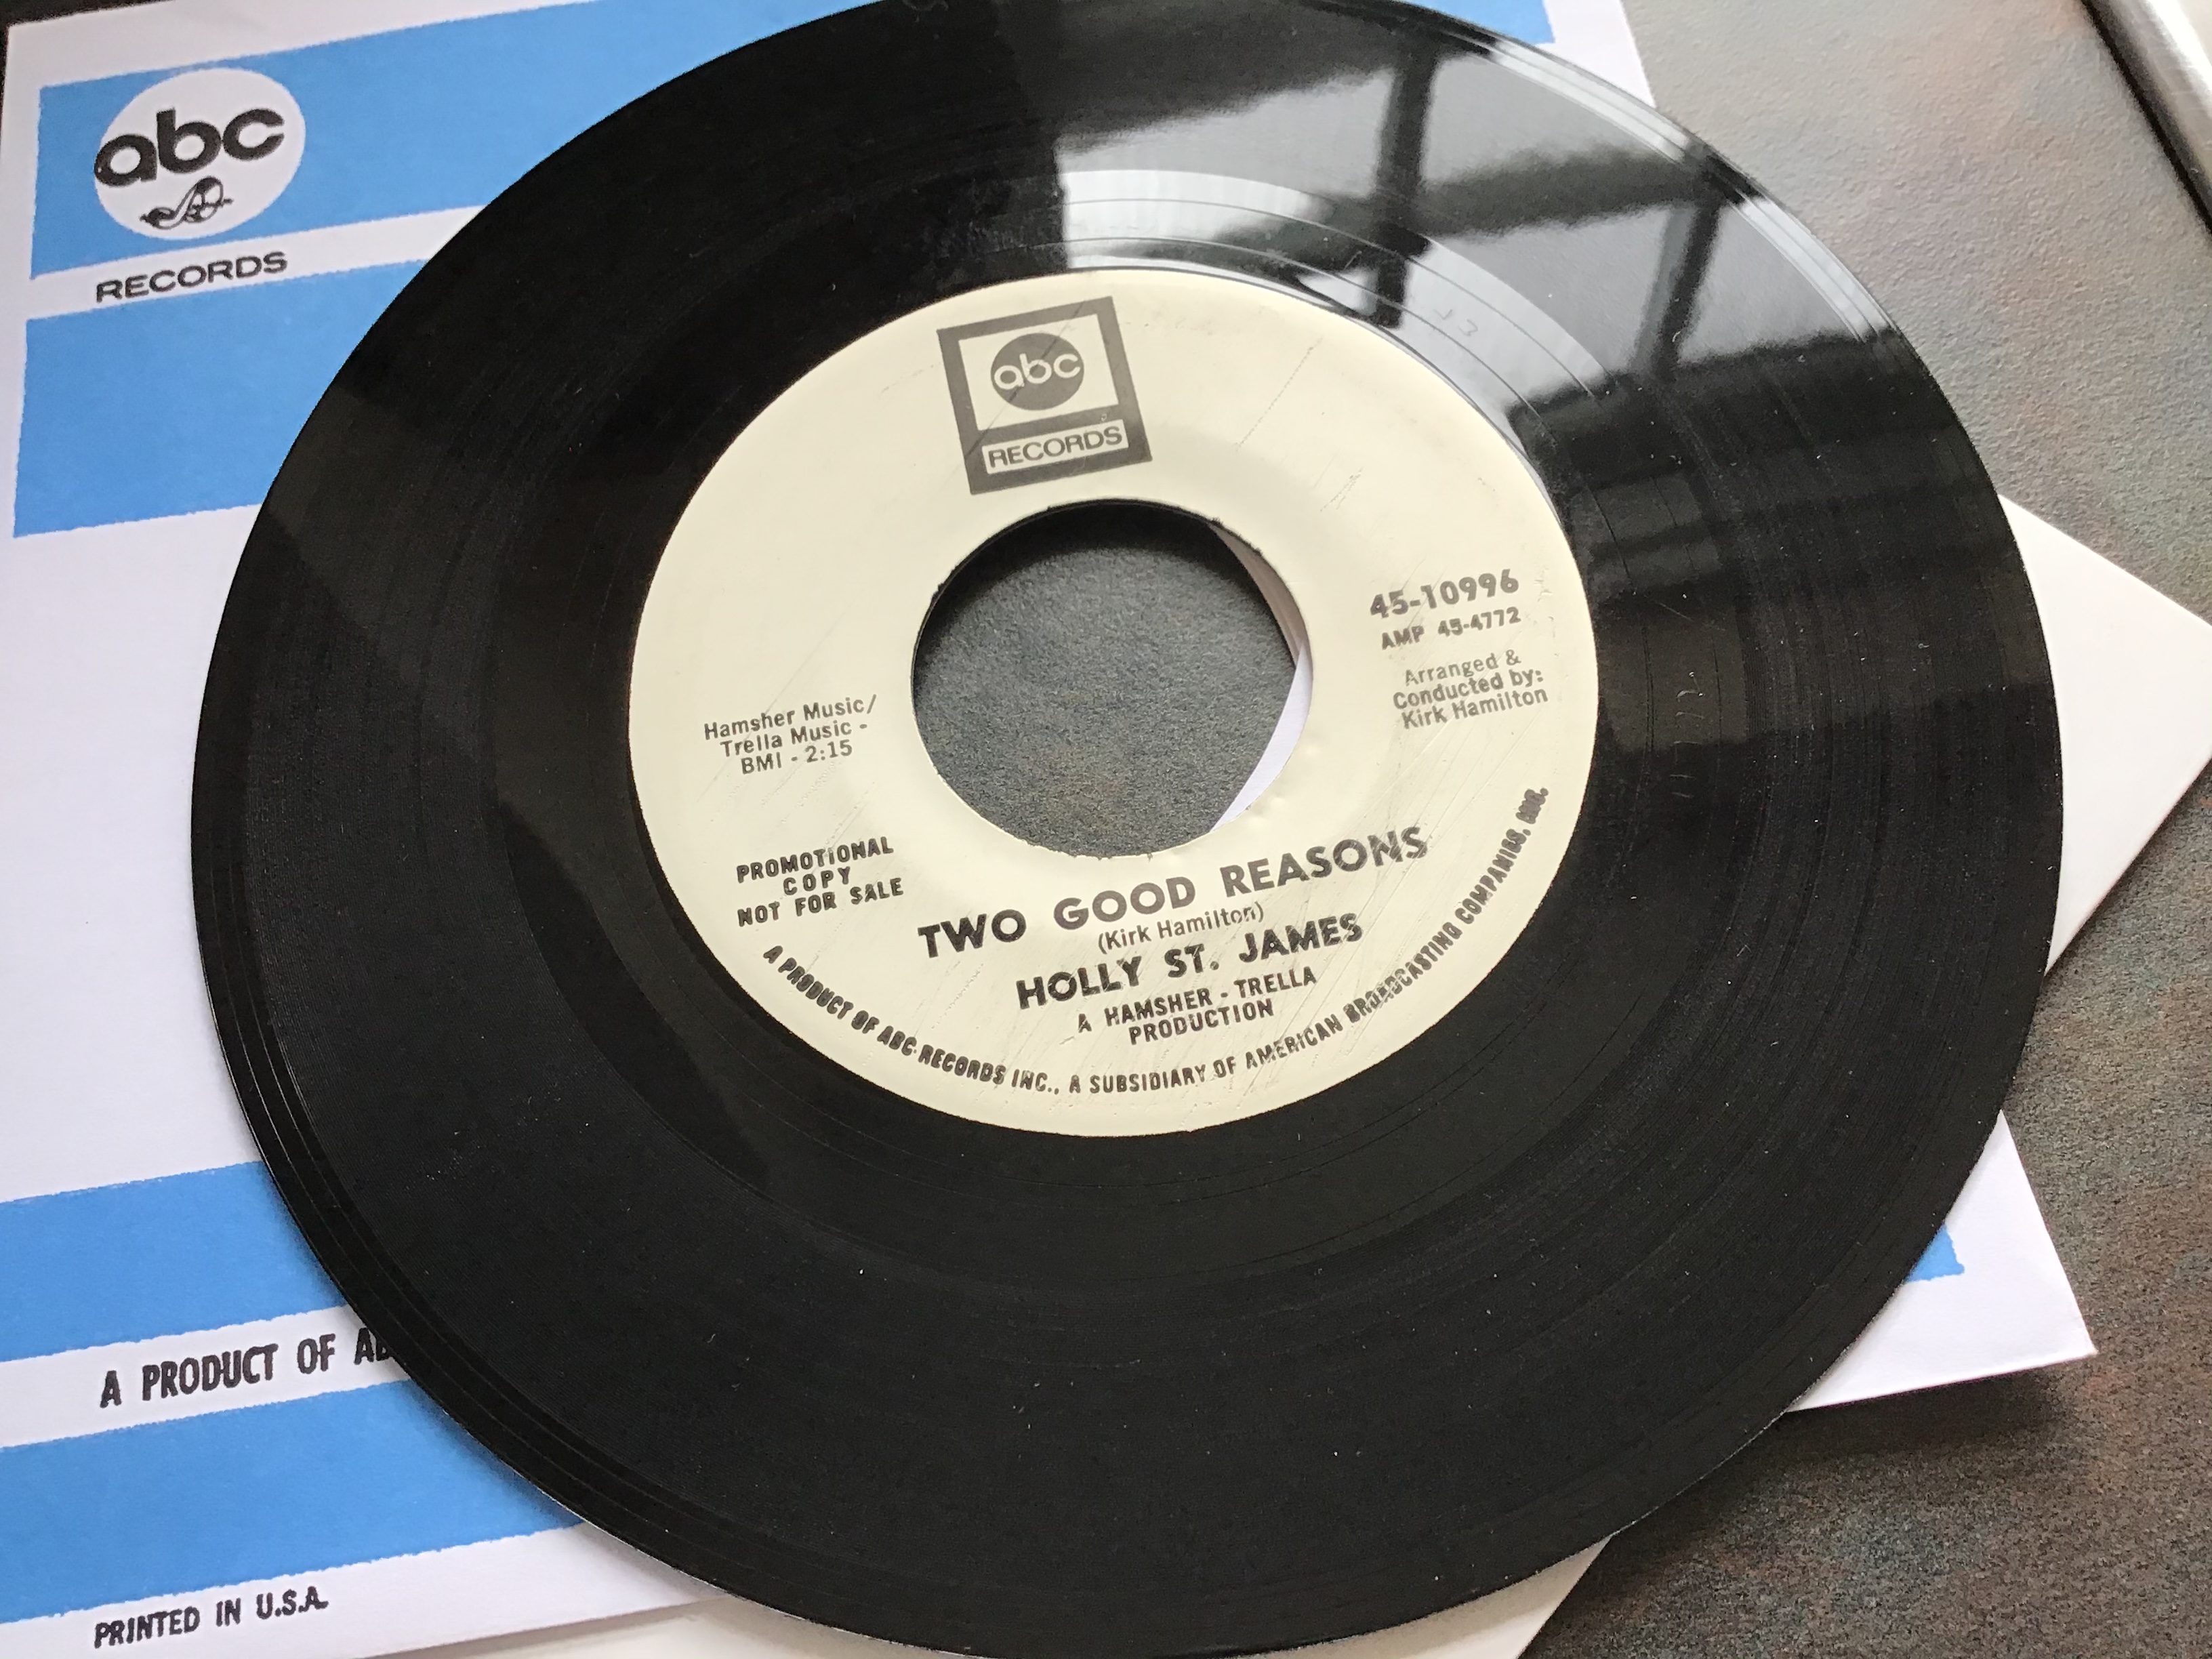 abc
RECORDS
abc
RECORDS
45-10996
AMP 45-4772
Arranged &
Conducted by:
Kirk Hamilton
Hamsher Music/
Trella Music -
BMI - 2:15
PROMOTIONAL
COPY
NOT FOR SALE
TWO GOOD REASONS
(Kirk Hamilton)
HOLLY ST. JAMES
A HAMSHER - TRELLA
PRODUCTION
A PRODUCT OF ABC RECORDS INC., A SUBSIDIARY OF AMERICAN BROADCASTING COMPANIES, INC.
A PRODUCT OF
PRINTED IN U.S.A.